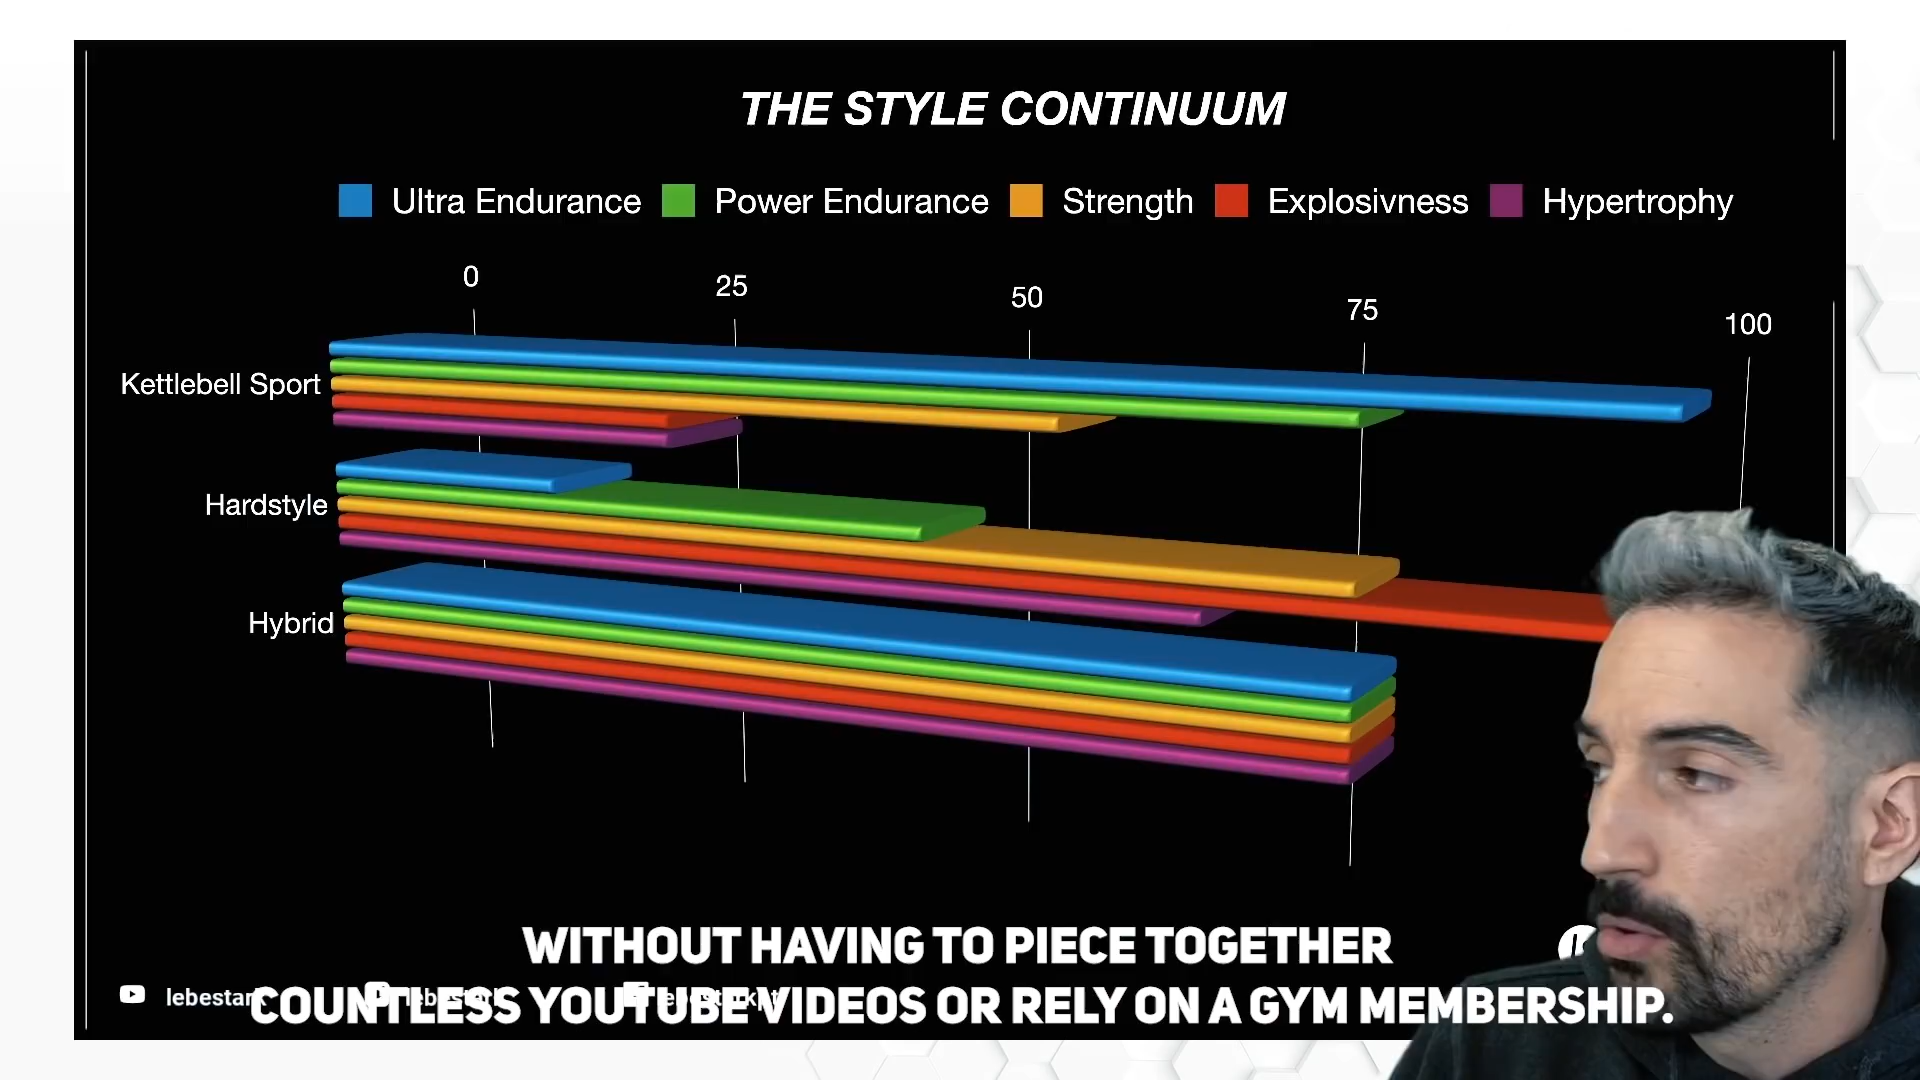 THE STYLE CONTINUUM
Ultra Endurance Power Endurance Strength Explosivness Hypertrophy
0 25 50 75 100
Kettlebell Sport
Hardstyle
Hybrid
WITHOUT HAVING TO PIECE TOGETHER
COUNTLESS YOUTUBE VIDEOS OR RELY ON A GYM MEMBERSHIP.